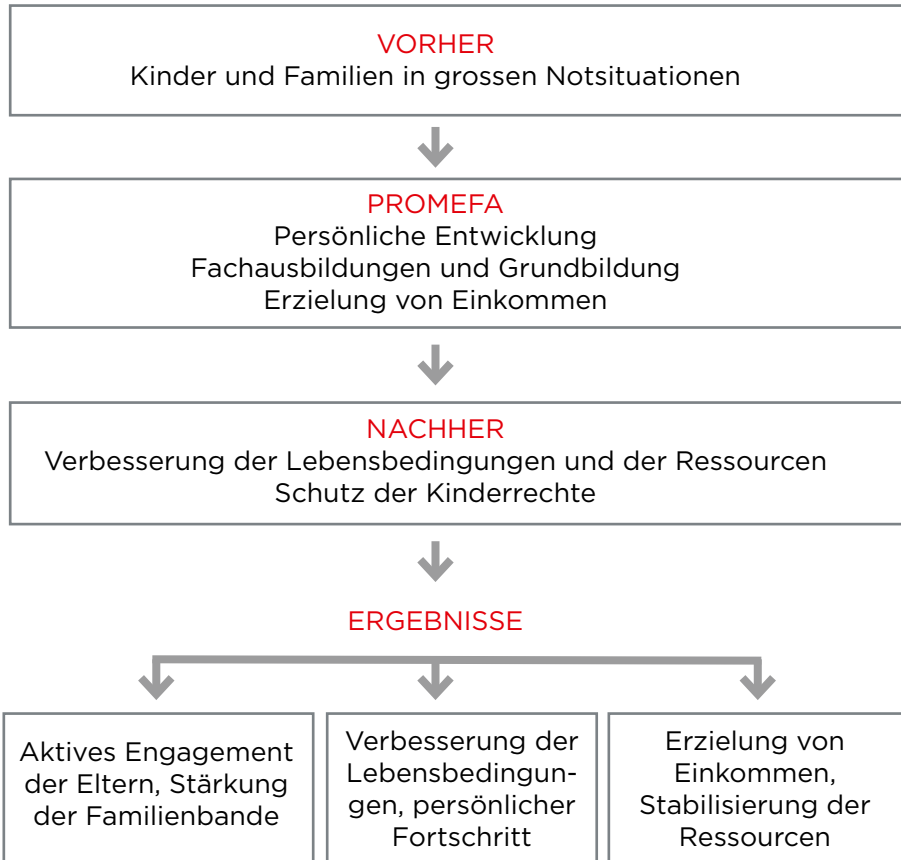 VORHER
Kinder und Familien in grossen Notsituationen
PROMEFA
Persönliche Entwicklung
Fachausbildungen und Grundbildung
Erzielung von Einkommen
NACHHER
Verbesserung der Lebensbedingungen und der Ressourcen
Schutz der Kinderrechte
ERGEBNISSE
Aktives Engagement
der Eltern, Stärkung
der Familienbande
Verbesserung der
Lebensbedingun-
gen, persönlicher
Fortschritt
Erzielung von
Einkommen,
Stabilisierung der
Ressourcen